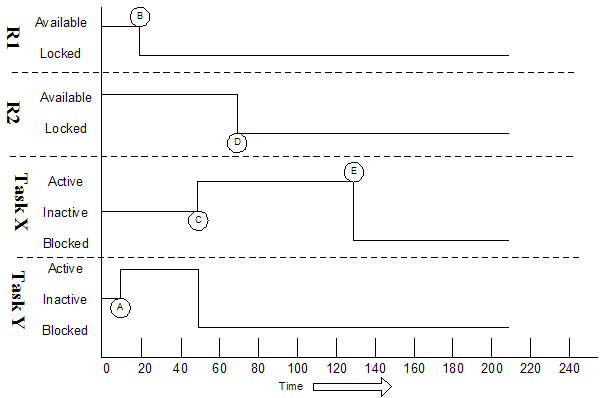 R1
Available
B
Locked
R2
Available
Locked
D
Task X
Active
E
Inactive
C
Blocked
Task Y
Active
Inactive
A
Blocked
0 20 40 60 80 100 120 140 160 180 200 220 240
Time